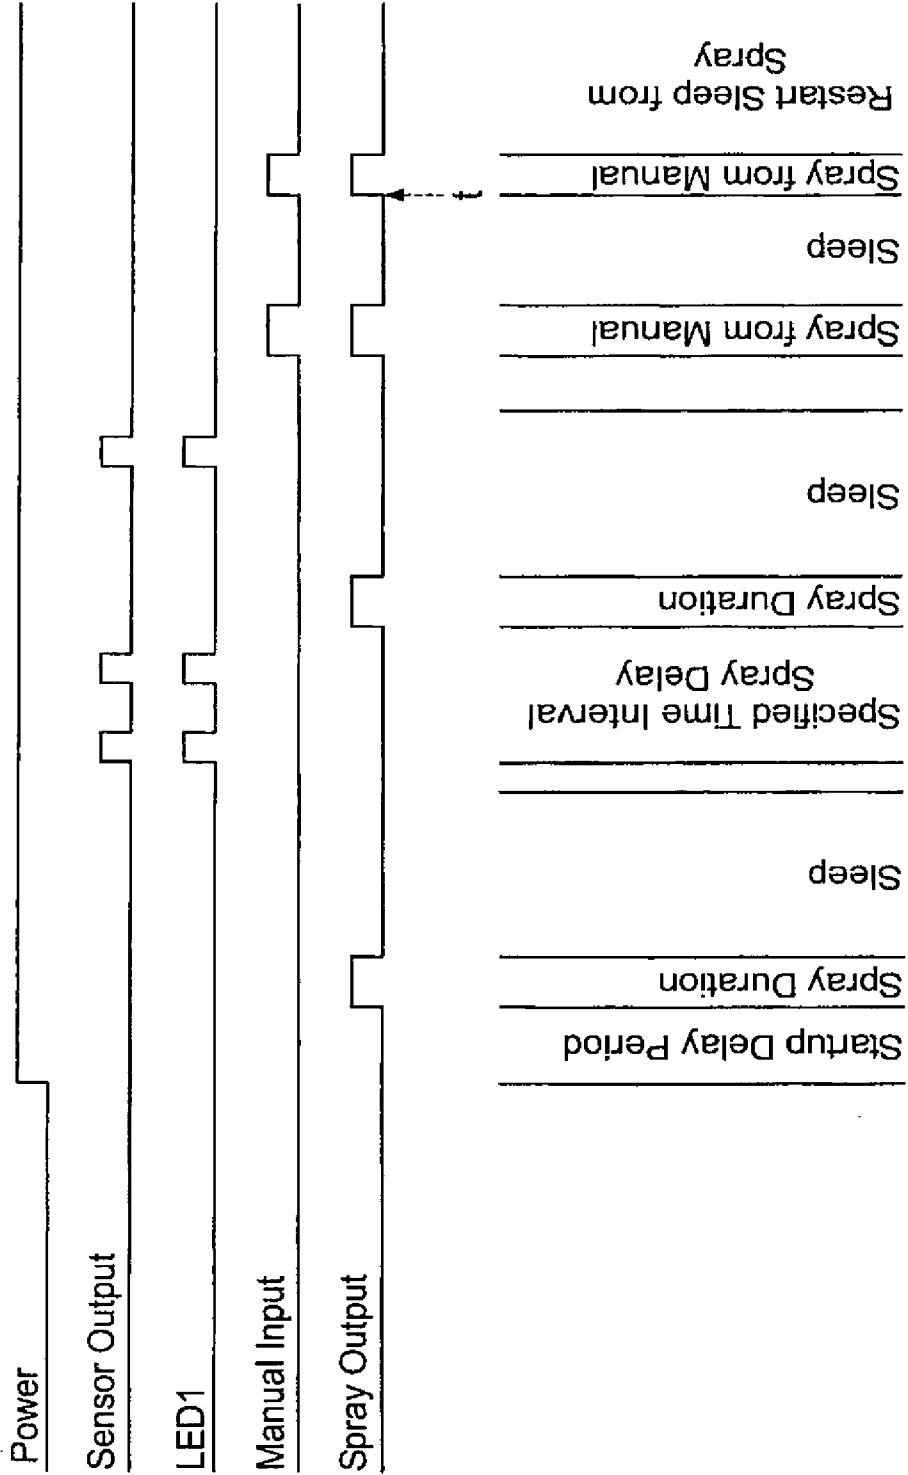 Power
Sensor Output
LED1
Manual Input
Spray Output
t
Startup Delay Period
Spray Duration
Sleep
Specified Time Interval
Spray Delay
Spray Duration
Sleep
Spray from Manual
Sleep
Spray from Manual
Restart Sleep from
Spray